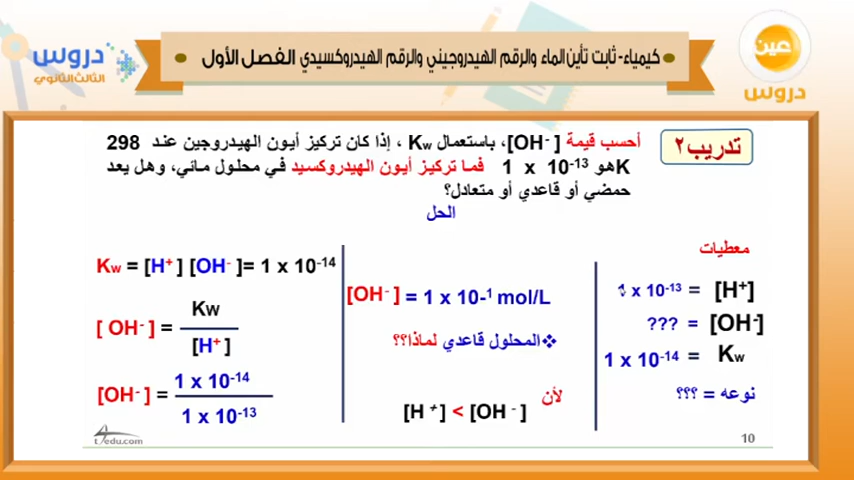 دروس
الثالث الثانوي
كيمياء- ثابت تأين الماء والرقم الهيدروجيني والرقم الهيدروكسيدي الفصل الأول
عين
دروس
تدريب ٢
أحسب قيمة [OH-]، باستعمال Kw ، إذا كان تركيز أيون الهيدروجين عند 298
K هو 1 x 10-13 فما تركيز أيون الهيدروكسيد في محلول مائي، وهل يعد
حمضي أو قاعدي أو متعادل؟
الحل
معطيات
[H+] = 1 x 10-13
[OH-] = ???
Kw = 1 x 10-14
نوعه = ؟؟؟
Kw = [H+ ] [OH- ]= 1 x 10-14
[ OH- ] = Kw
[H+ ]
[OH- ] = 1 x 10-14
1 x 10-13
[OH- ] = 1 x 10-1 mol/L
❖المحلول قاعدي لماذا؟؟
لأن
[H +] < [OH - ]
t4edu.com
10